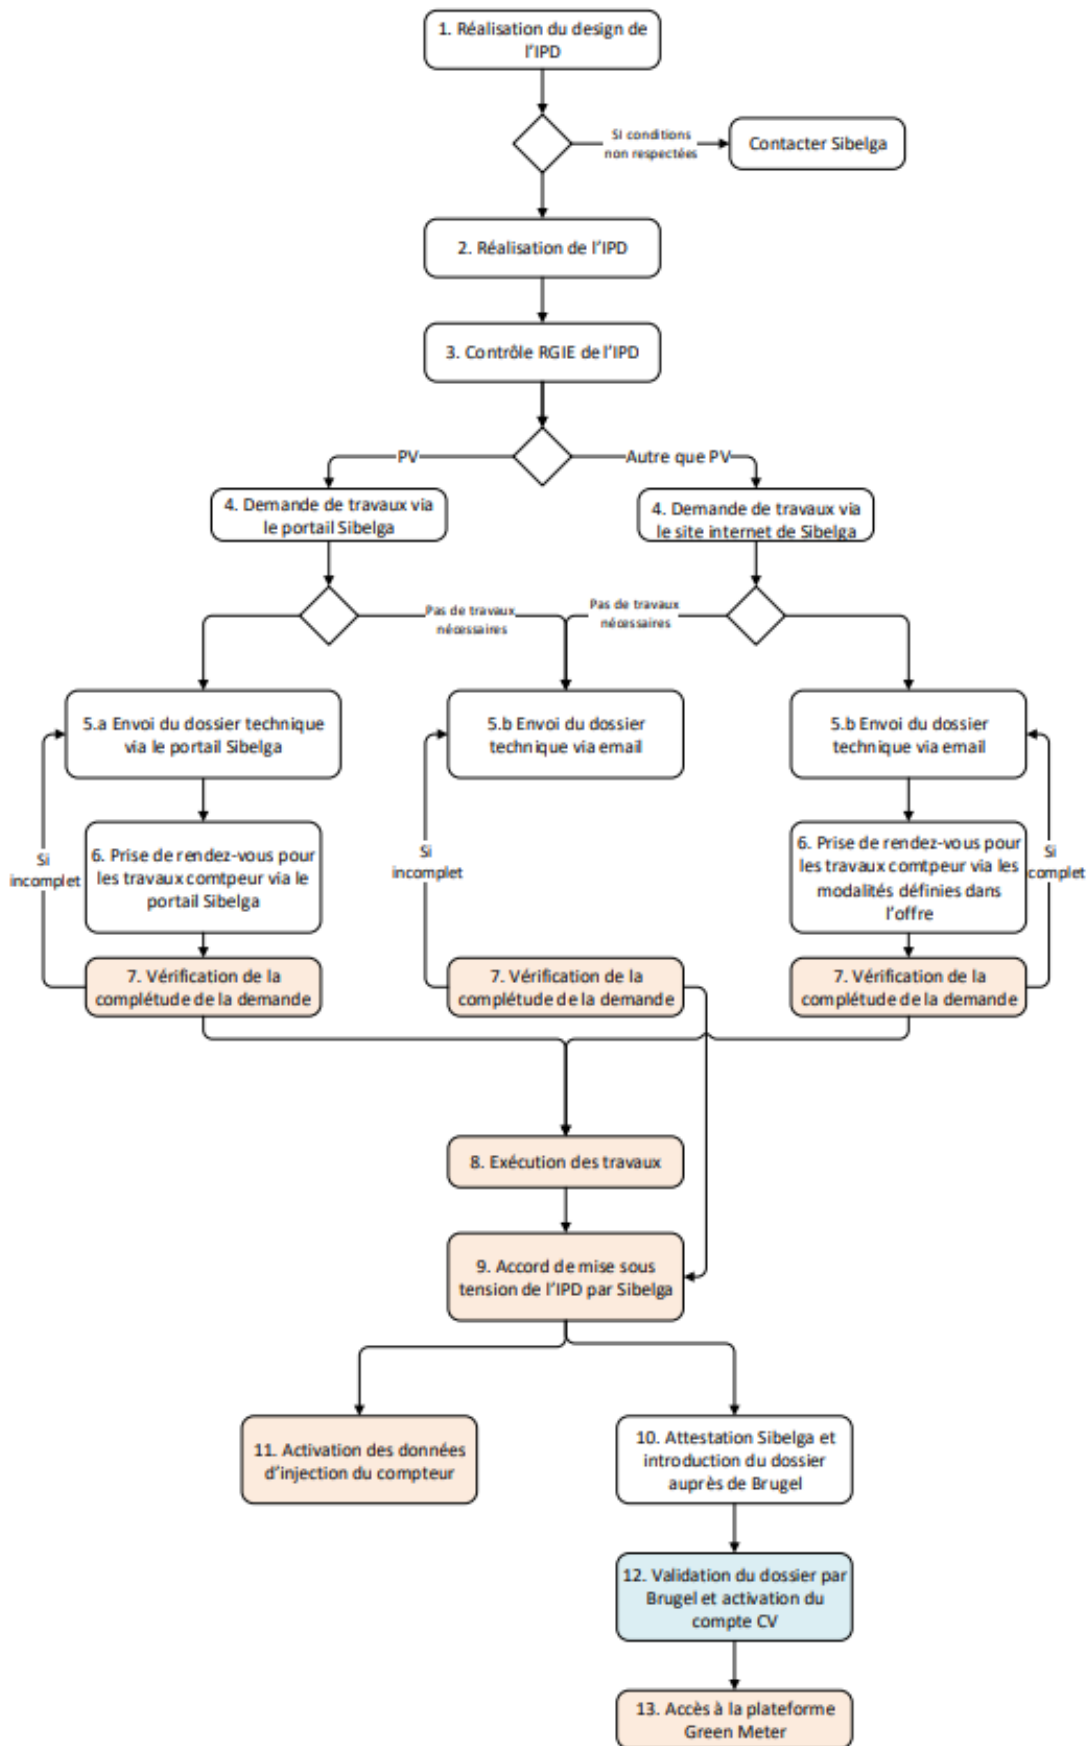 1. Réalisation du design de
l'IPD
Si conditions
non respectées
Contacter Sibelga
2. Réalisation de l'IPD
3. Contrôle RGIE de l'IPD
PV
Autre que PV
4. Demande de travaux via
le portail Sibelga
4. Demande de travaux via
le site internet de Sibelga
Pas de travaux
nécessaires
Pas de travaux
nécessaires
5.a Envoi du dossier technique
via le portail Sibelga
5.b Envoi du dossier
technique via email
5.b Envoi du dossier
technique via email
Si
incomplet
6. Prise de rendez-vous pour
les travaux comtpeur via le
portail Sibelga
Si
incomplet
6. Prise de rendez-vous pour
les travaux comtpeur via les
modalités définies dans
l'offre
Si
complet
7. Vérification de la
complétude de la demande
7. Vérification de la
complétude de la demande
7. Vérification de la
complétude de la demande
8. Exécution des travaux
9. Accord de mise sous
tension de l'IPD par Sibelga
11. Activation des données
d'injection du compteur
10. Attestation Sibelga et
introduction du dossier
auprès de Brugel
12. Validation du dossier par
Brugel et activation du
compte CV
13. Accès à la plateforme
Green Meter